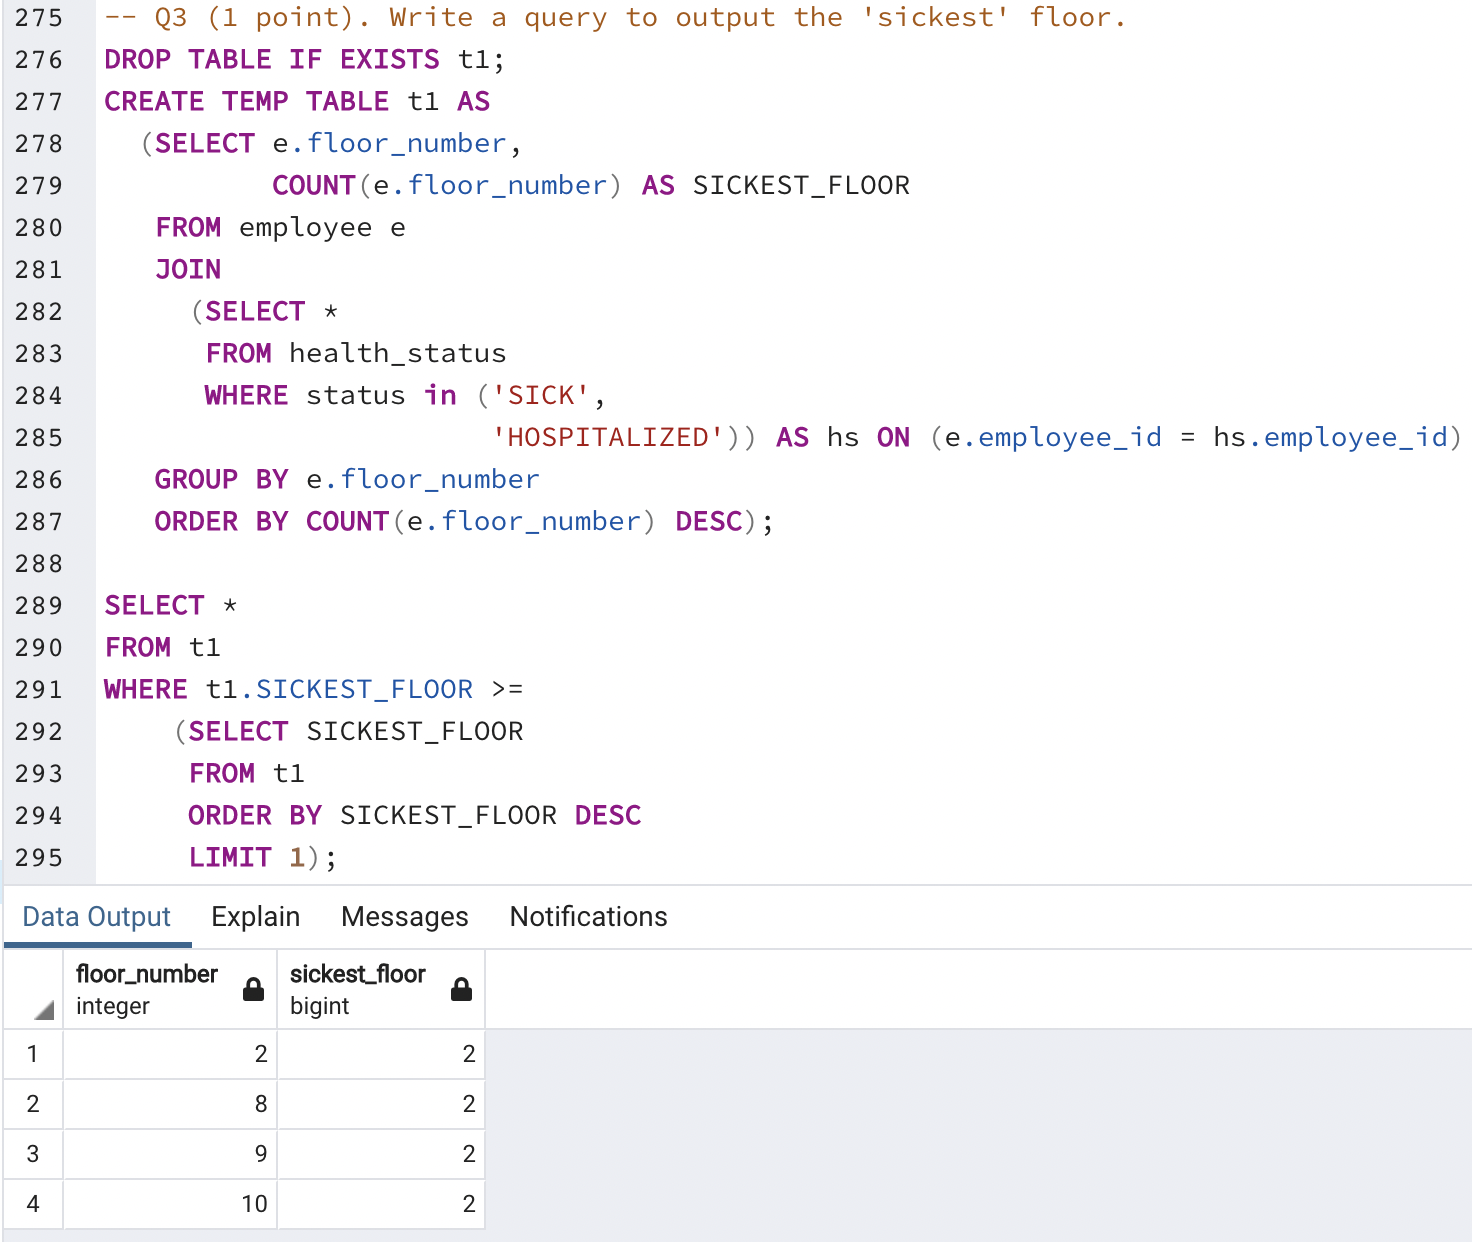 275 -- Q3 (1 point). Write a query to output the 'sickest' floor.
276 DROP TABLE IF EXISTS t1;
277 CREATE TEMP TABLE t1 AS
278 (SELECT e.floor_number,
279 COUNT(e.floor_number) AS SICKEST_FLOOR
280 FROM employee e
281 JOIN
282 (SELECT *
283 FROM health_status
284 WHERE status in ('SICK',
285 'HOSPITALIZED')) AS hs ON (e.employee_id = hs.employee_id)
286 GROUP BY e.floor_number
287 ORDER BY COUNT(e.floor_number) DESC);
288
289 SELECT *
290 FROM t1
291 WHERE t1.SICKEST_FLOOR >=
292 (SELECT SICKEST_FLOOR
293 FROM t1
294 ORDER BY SICKEST_FLOOR DESC
295 LIMIT 1);
Data Output Explain Messages Notifications
floor_number sickest_floor
integer bigint
1 2 2
2 8 2
3 9 2
4 10 2